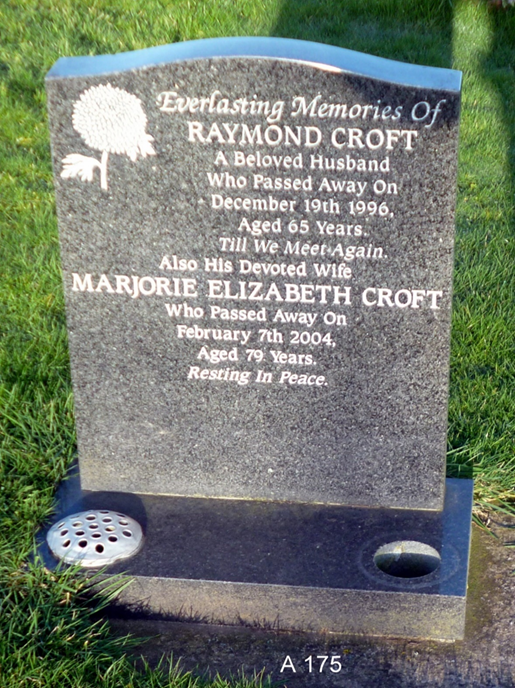 Everlasting Memories Of
RAYMOND CROFT
A Beloved Husband
Who Passed Away On
December 19th 1996,
Aged 65 Years.
Till We Meet Again.
Also His Devoted Wife
MARJORIE ELIZABETH CROFT
Who Passed Away On
February 7th 2004,
Aged 79 Years.
Resting In Peace.
A 175